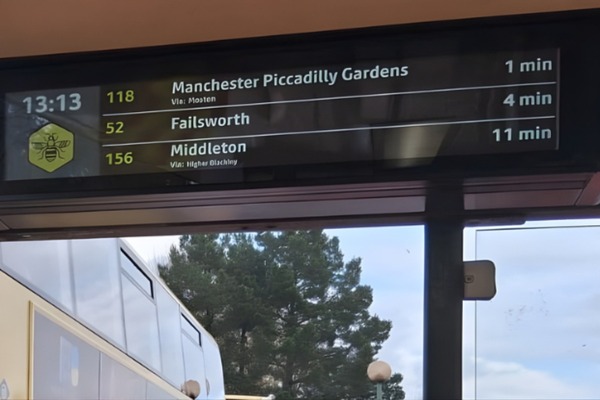 13:13
118 Manchester Piccadilly Gardens 1 min
Via: Moston
52 Failsworth 4 min
156 Middleton 11 min
Via: Higher Blackley